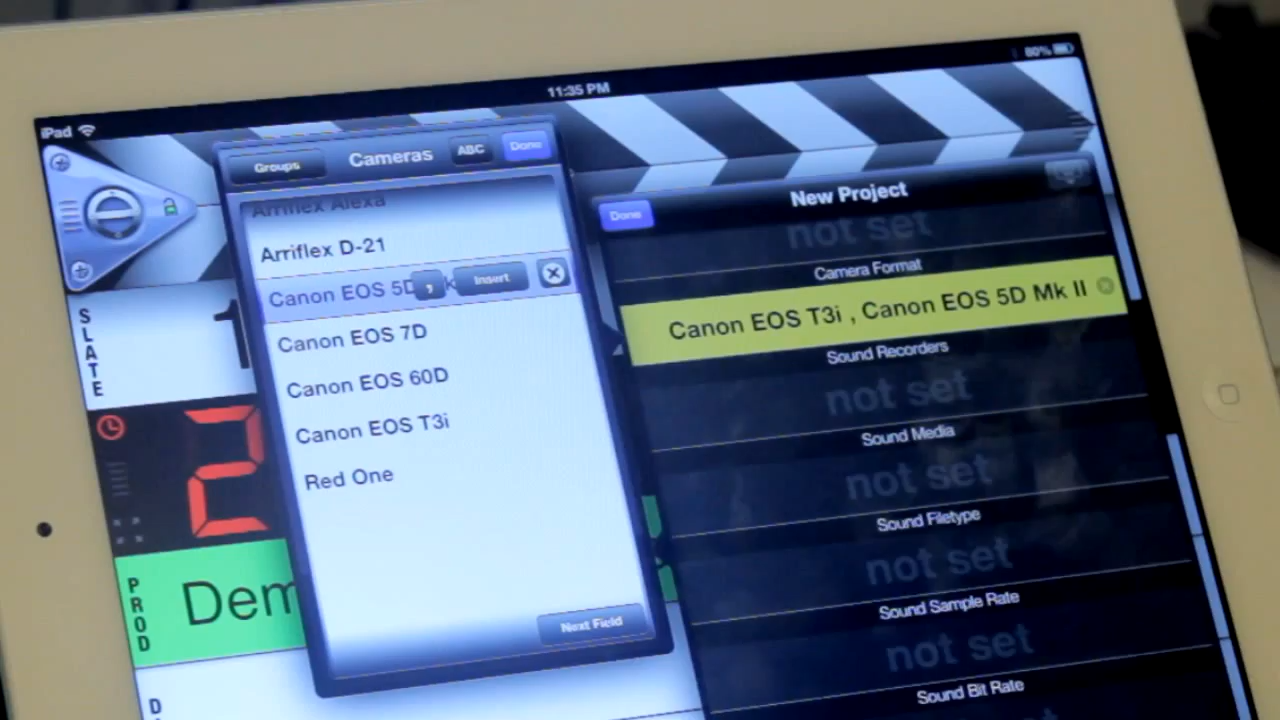 iPad
11:35 PM
80%
Groups
Cameras
ABC
Done
Arriflex Alexa
Arriflex D-21
Canon EOS 5D
,
Insert
Canon EOS 7D
Canon EOS 60D
Canon EOS T3i
Red One
Next Field
New Project
Done
not set
Camera Format
Canon EOS T3i , Canon EOS 5D Mk II
Sound Recorders
not set
Sound Media
not set
Sound Filetype
not set
Sound Sample Rate
not set
Sound Bit Rate
not set
SLATE
1
2
PROD
Dem
D